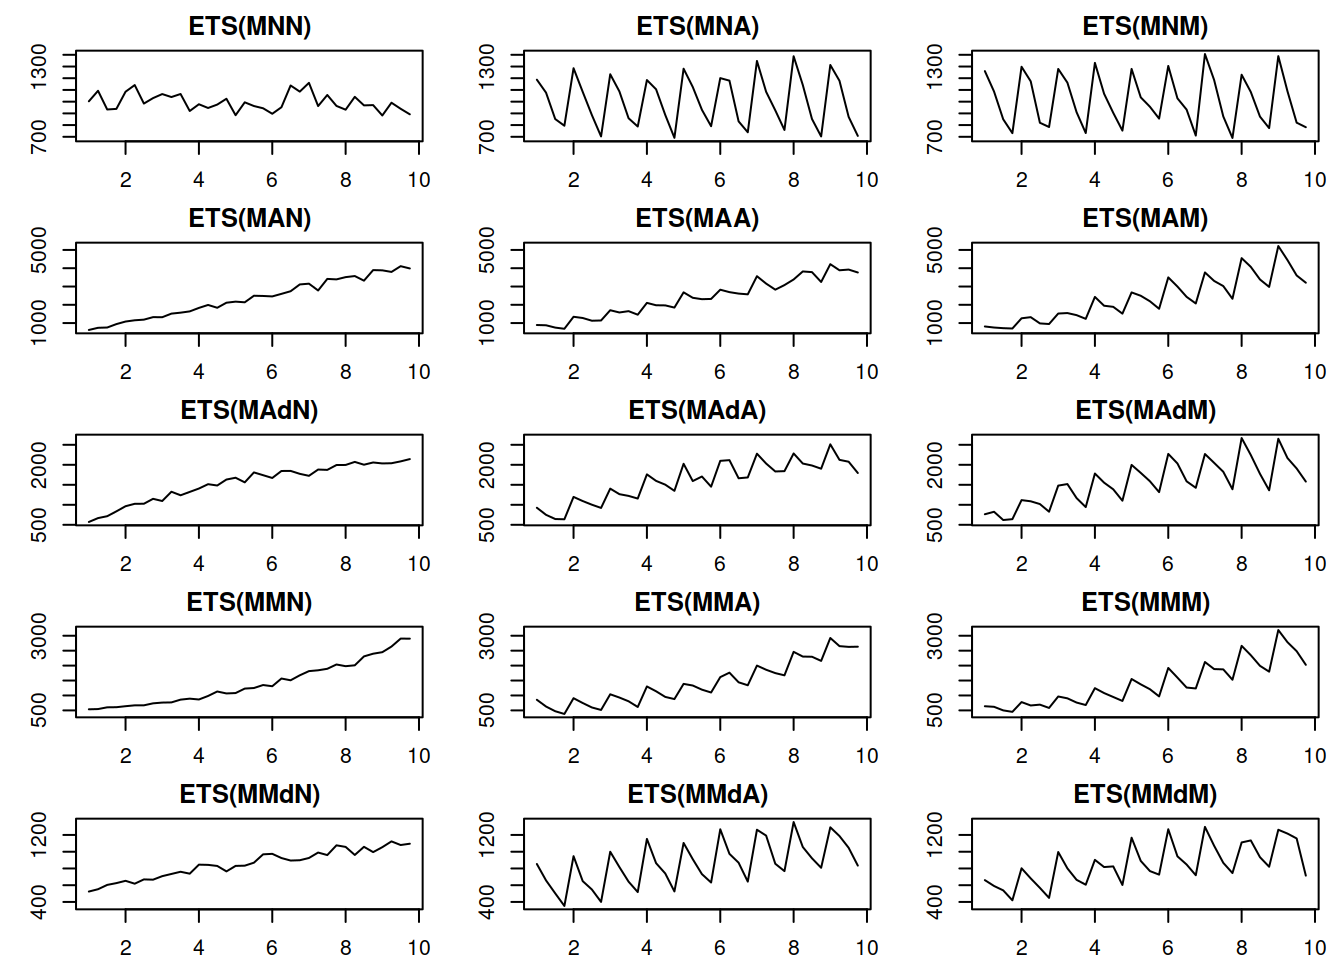 ETS(MNN) ETS(MNA) ETS(MNM)
1300 1300 1300
700 700 700
2 4 6 8 10 2 4 6 8 10 2 4 6 8 10
ETS(MAN) ETS(MAA) ETS(MAM)
5000 5000 5000
1000 1000 1000
2 4 6 8 10 2 4 6 8 10 2 4 6 8 10
ETS(MAdN) ETS(MAdA) ETS(MAdM)
2000 2000 2000
500 500 500
2 4 6 8 10 2 4 6 8 10 2 4 6 8 10
ETS(MMN) ETS(MMA) ETS(MMM)
3000 3000 3000
500 500 500
2 4 6 8 10 2 4 6 8 10 2 4 6 8 10
ETS(MMdN) ETS(MMdA) ETS(MMdM)
1200 1200 1200
400 400 400
2 4 6 8 10 2 4 6 8 10 2 4 6 8 10